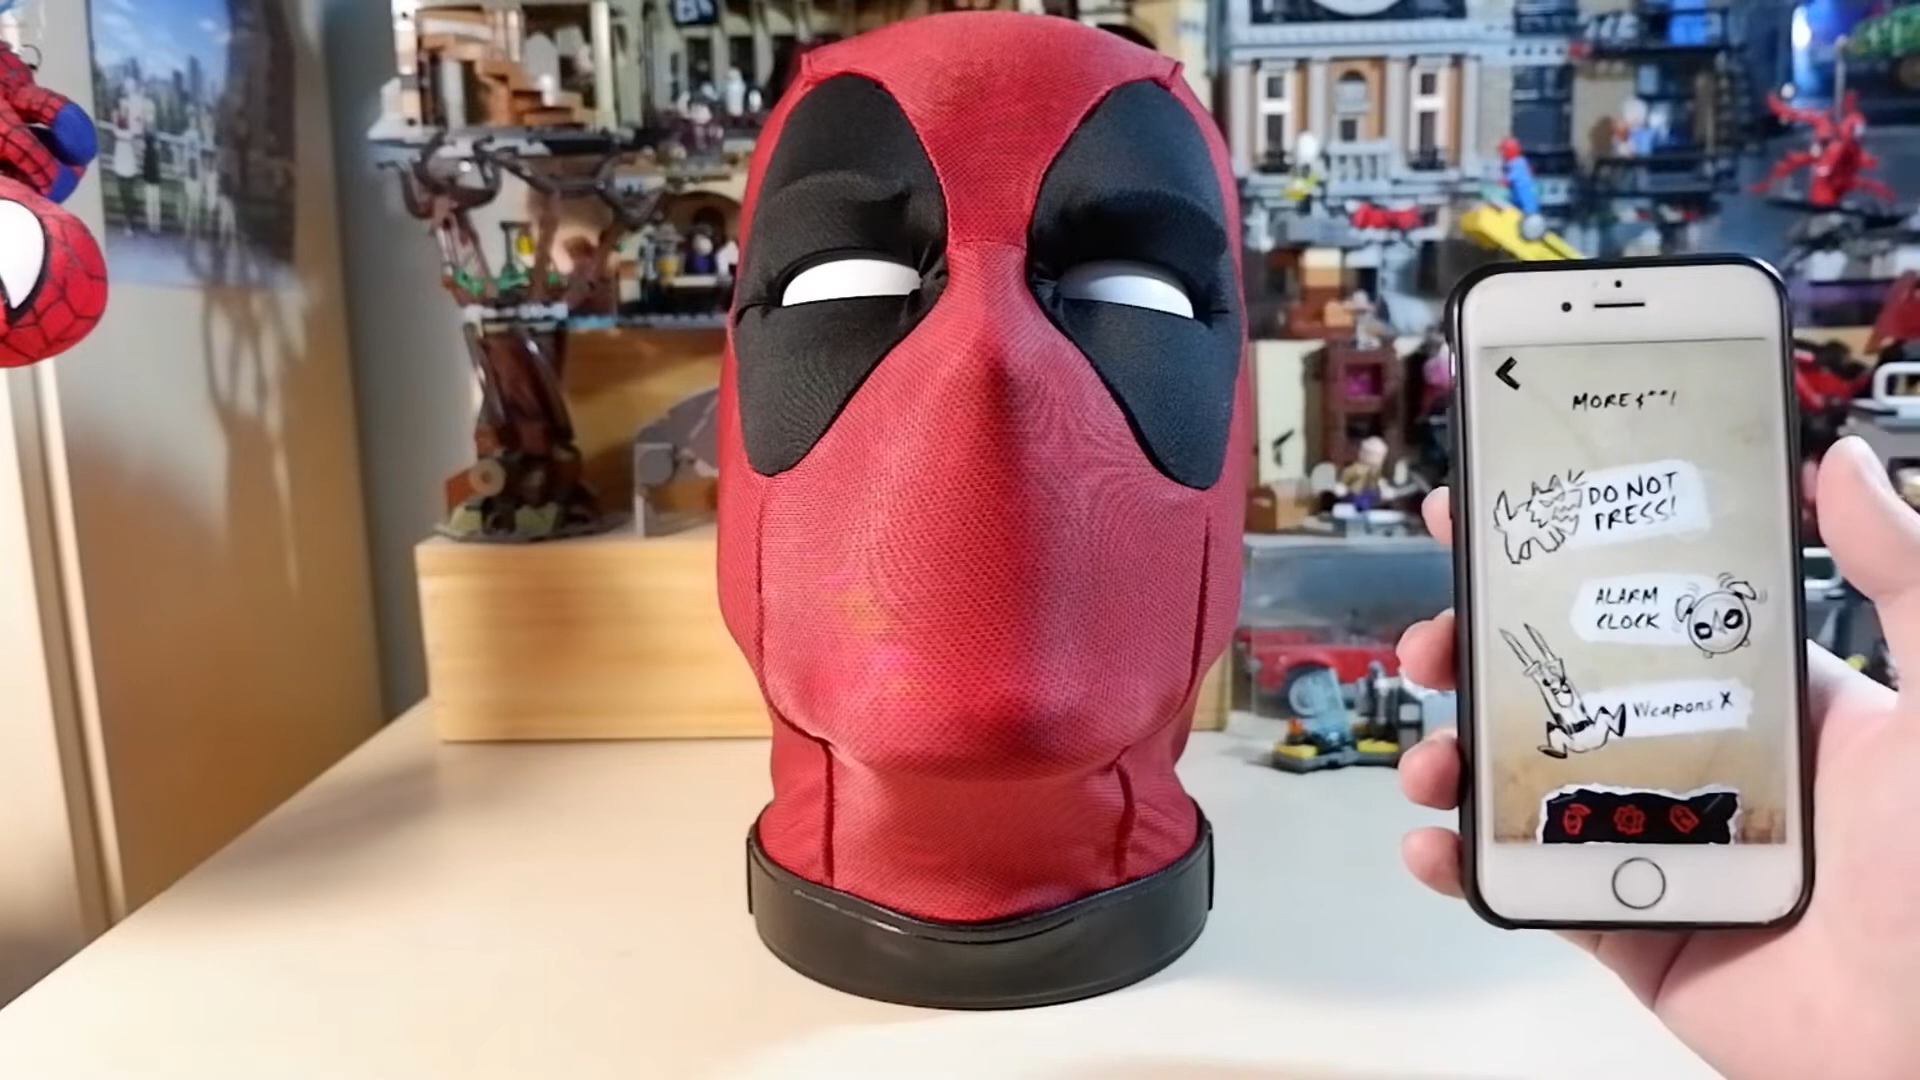 MORE $**!
DO NOT
PRESS!
ALARM
CLOCK
Weapons X